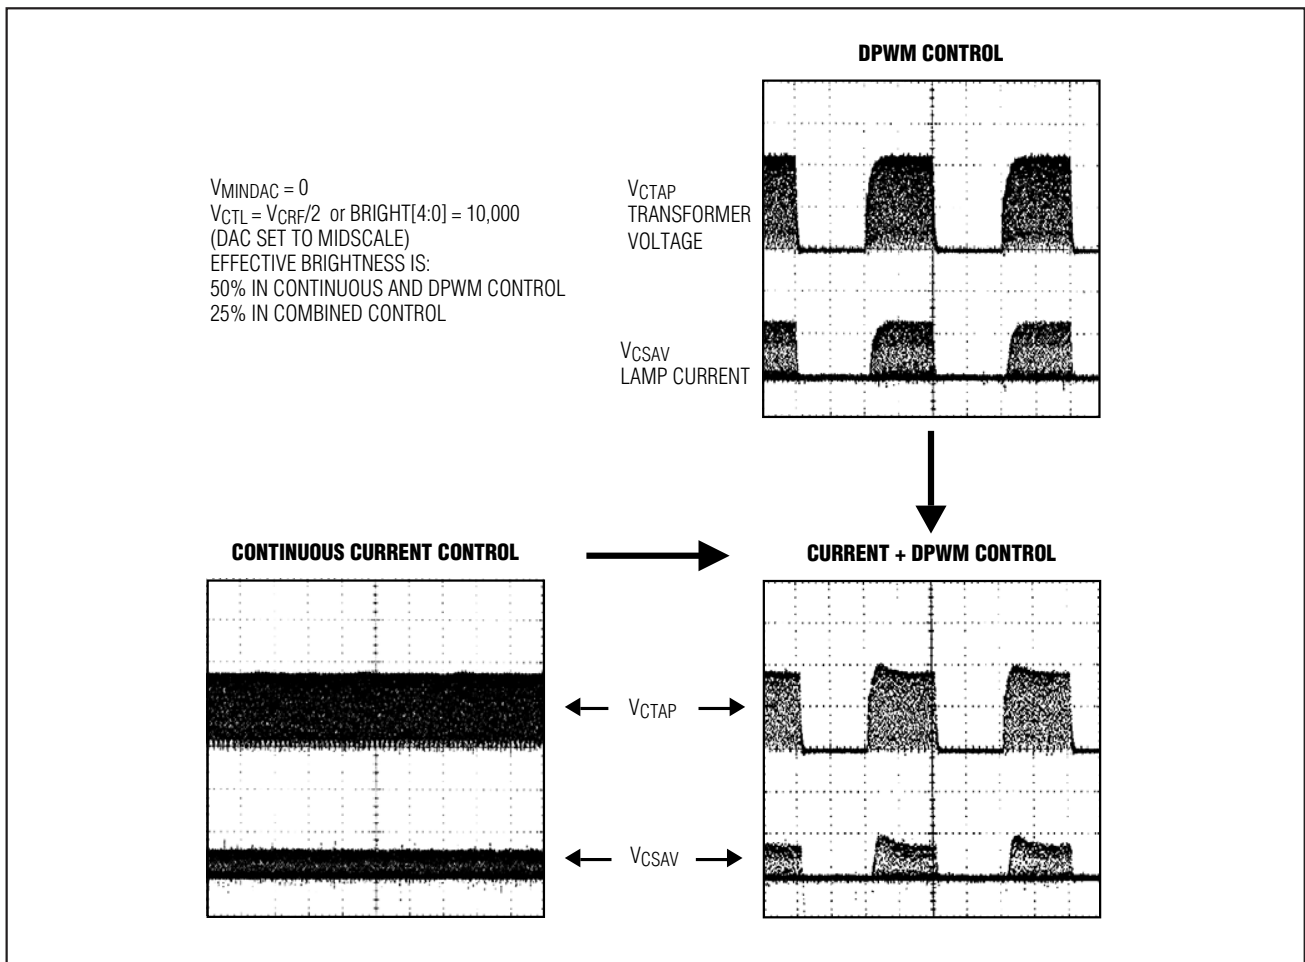 DPWM CONTROL
VMINDAC = 0
VCTL = VCRF/2 or BRIGHT[4:0] = 10,000
(DAC SET TO MIDSCALE)
EFFECTIVE BRIGHTNESS IS:
50% IN CONTINUOUS AND DPWM CONTROL
25% IN COMBINED CONTROL
VCTAP
TRANSFORMER
VOLTAGE
VCSAV
LAMP CURRENT
CONTINUOUS CURRENT CONTROL
CURRENT + DPWM CONTROL
VCTAP
VCSAV